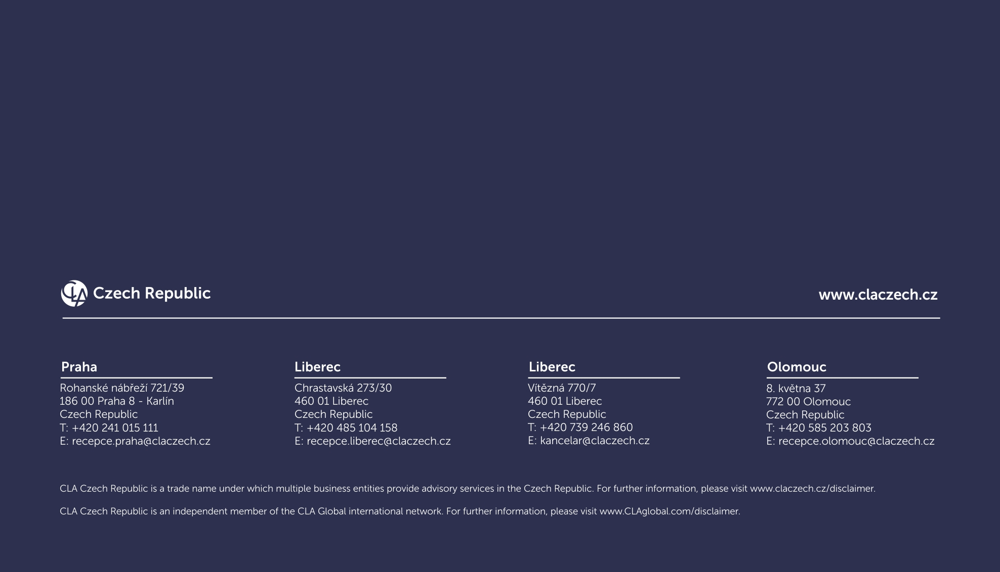 CLA Czech Republic
www.claczech.cz
Praha
Rohanské nábřeží 721/39
186 00 Praha 8 - Karlín
Czech Republic
T: +420 241 015 111
E: recepce.praha@claczech.cz
Liberec
Chrastavská 273/30
460 01 Liberec
Czech Republic
T: +420 485 104 158
E: recepce.liberec@claczech.cz
Liberec
Vítězná 770/7
460 01 Liberec
Czech Republic
T: +420 739 246 860
E: kancelar@claczech.cz
Olomouc
8. května 37
772 00 Olomouc
Czech Republic
T: +420 585 203 803
E: recepce.olomouc@claczech.cz
CLA Czech Republic is a trade name under which multiple business entities provide advisory services in the Czech Republic. For further information, please visit www.claczech.cz/disclaimer.
CLA Czech Republic is an independent member of the CLA Global international network. For further information, please visit www.CLAglobal.com/disclaimer.